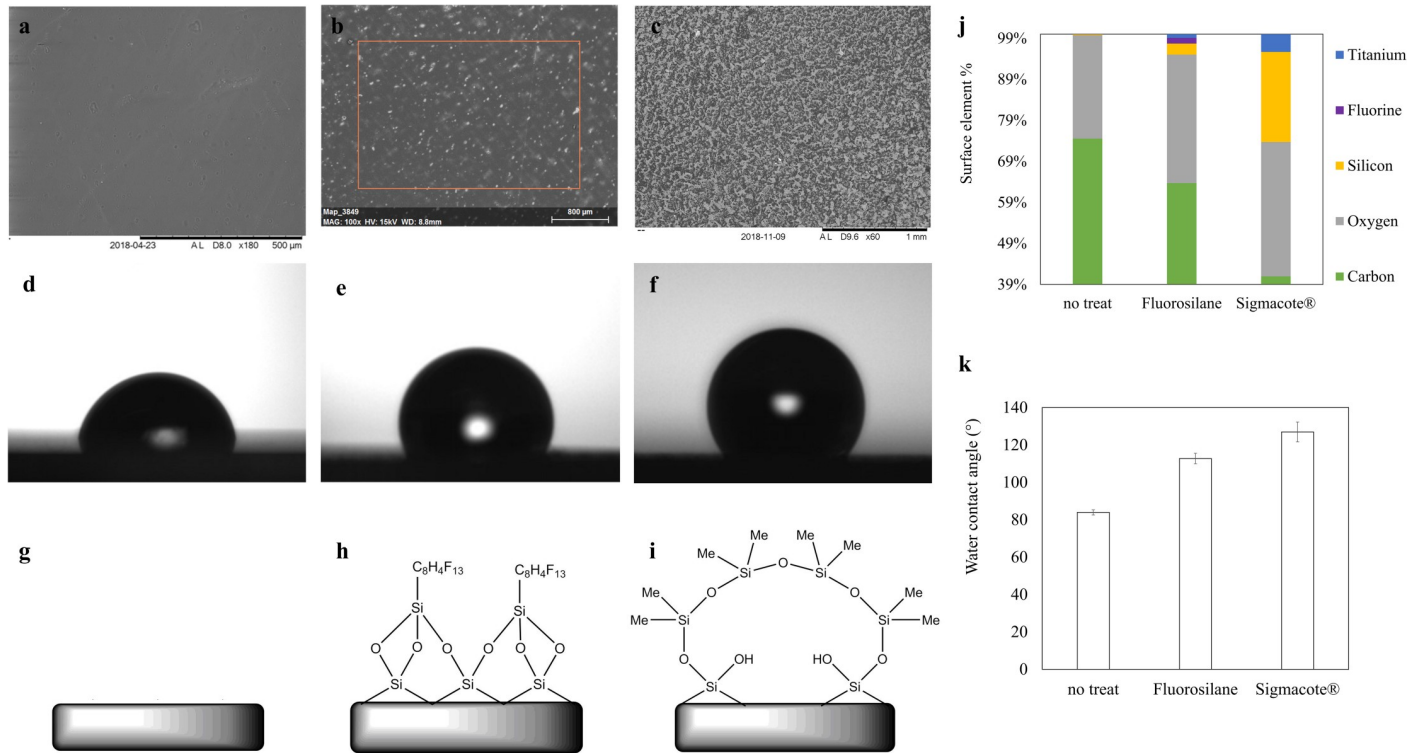 a
b
c
Map_3849
MAG: 100x HV: 15kV WD: 8.8mm
800 µm
2018-04-23 A L D8.0 x180 500 µm
2018-11-09 A L D9.6 x60 1 mm
d
e
f
g
h
C₈H₄F₁₃ C₈H₄F₁₃
Si Si
O O O O O O
Si Si Si
i
Me Me Me Me
Si O Si
Me O O Me
Me Si Si Me
O OH HO O
Si Si
j
Surface element %
99%
89%
79%
69%
59%
49%
39%
no treat Fluorosilane Sigmacote®
Titanium
Fluorine
Silicon
Oxygen
Carbon
k
Water contact angle (°)
140
120
100
80
60
40
20
0
no treat Fluorosilane Sigmacote®